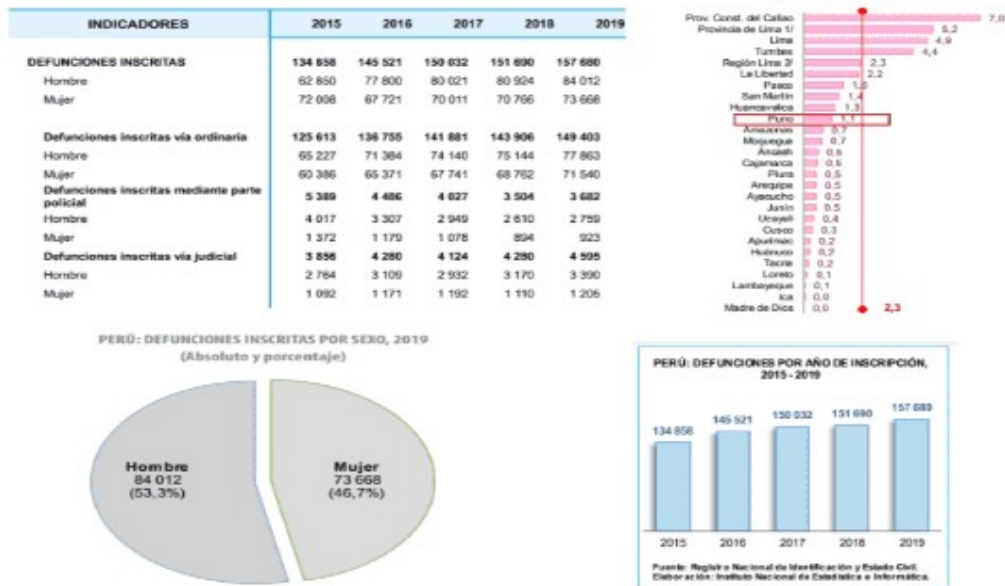 INDICADORES 2015 2016 2017 2018 2019
DEFUNCIONES INSCRITAS 134 858 145 521 150 032 151 690 157 680
Hombre 62 850 77 800 80 021 80 924 84 012
Mujer 72 008 67 721 70 011 70 766 73 668
Defunciones inscritas vía ordinaria 125 613 136 755 141 881 143 906 149 403
Hombre 65 227 71 384 74 140 75 144 77 863
Mujer 60 386 65 371 67 741 68 762 71 540
Defunciones inscritas mediante parte
policial 5 389 4 486 4 027 3 504 3 682
Hombre 4 017 3 307 2 949 2 610 2 759
Mujer 1 372 1 179 1 078 894 923
Defunciones inscritas vía judicial 3 856 4 280 4 124 4 280 4 595
Hombre 2 764 3 109 2 932 3 170 3 390
Mujer 1 092 1 171 1 192 1 110 1 205
Prov. Const. del Callao 7,0
Provincia de Lima 1/ 5,2
Lima 4,9
Tumbes 4,4
Región Lima 2/ 2,3
La Libertad 2,2
Pasco 1,5
San Martín 1,4
Huancavelica 1,3
Puno 1,1
Amazonas 0,7
Moquegua 0,7
Áncash 0,6
Cajamarca 0,5
Piura 0,5
Arequipa 0,5
Ayacucho 0,5
Junín 0,5
Ucayali 0,4
Cusco 0,3
Apurímac 0,2
Huánuco 0,2
Tacna 0,2
Loreto 0,1
Lambayeque 0,1
Ica 0,0
Madre de Dios 0,0 2,3
PERÚ: DEFUNCIONES INSCRITAS POR SEXO, 2019
(Absoluto y porcentaje)
Hombre
84 012
(53,3%)
Mujer
73 668
(46,7%)
PERÚ: DEFUNCIONES POR AÑO DE INSCRIPCIÓN,
2015 - 2019
134 858 145 521 150 032 151 690 157 680
2015 2016 2017 2018 2019
Fuente: Registro Nacional de Identificación y Estado Civil.
Elaboración: Instituto Nacional de Estadística e Informática.